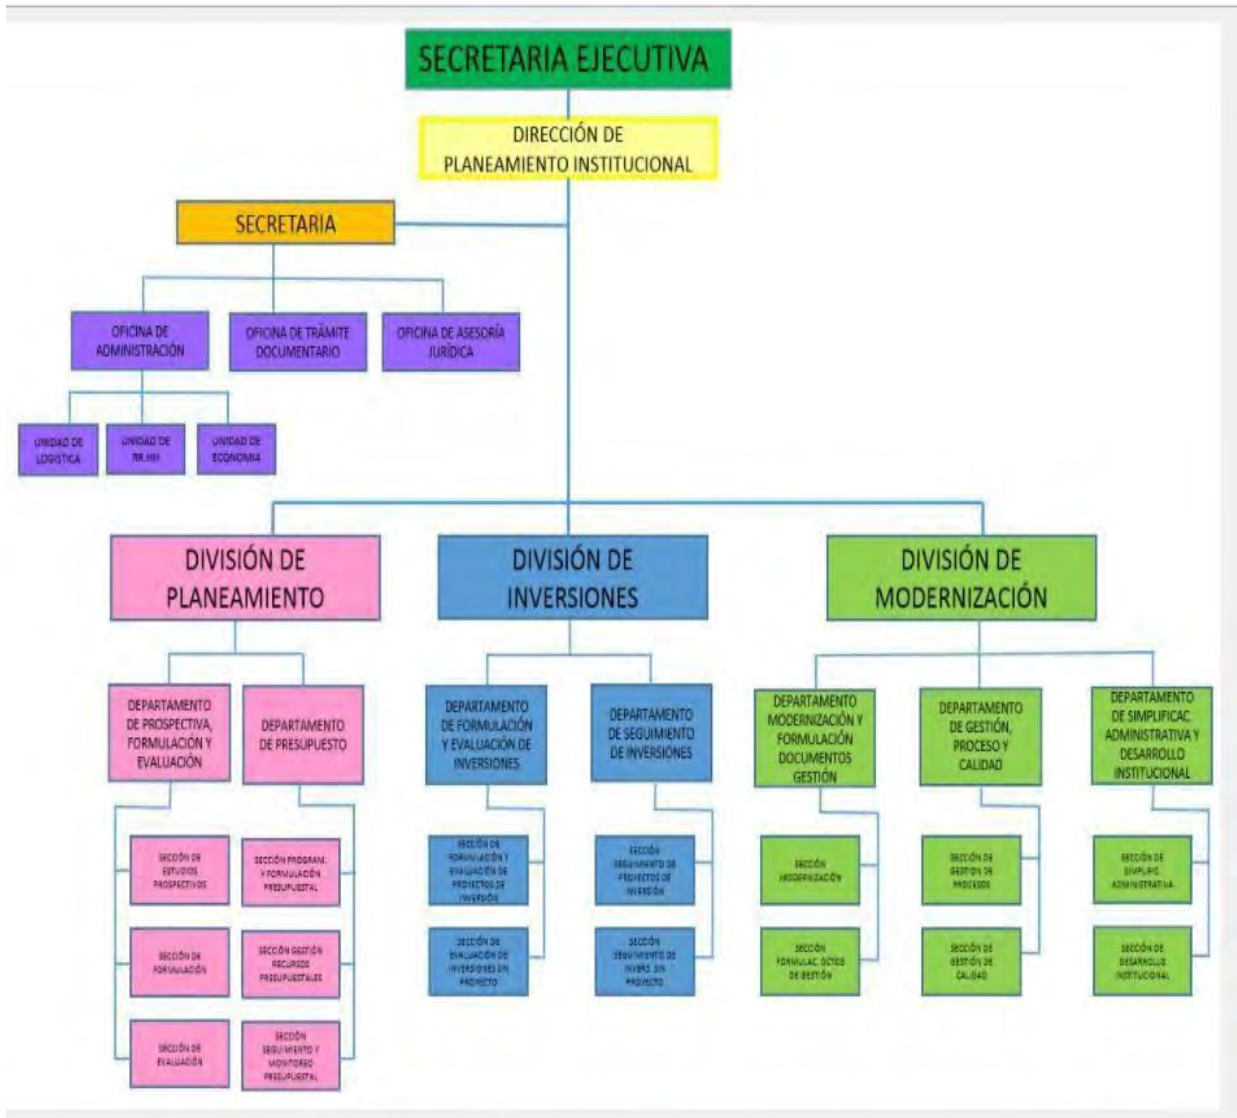 SECRETARIA EJECUTIVA
DIRECCIÓN DE
PLANEAMIENTO INSTITUCIONAL
SECRETARIA
OFICINA DE
ADMINISTRACIÓN
OFICINA DE TRÁMITE
DOCUMENTARIO
OFICINA DE ASESORÍA
JURÍDICA
UNIDAD DE
LOGISTICA
UNIDAD DE
RR.HH
UNIDAD DE
ECONOMIA
DIVISIÓN DE
PLANEAMIENTO
DIVISIÓN DE
INVERSIONES
DIVISIÓN DE
MODERNIZACIÓN
DEPARTAMENTO
DE PROSPECTIVA,
FORMULACIÓN Y
EVALUACIÓN
DEPARTAMENTO
DE PRESUPUESTO
DEPARTAMENTO
DE FORMULACIÓN
Y EVALUACIÓN DE
INVERSIONES
DEPARTAMENTO
DE SEGUIMIENTO
DE INVERSIONES
DEPARTAMENTO
MODERNIZACIÓN Y
FORMULACIÓN
DOCUMENTOS
GESTIÓN
DEPARTAMENTO
DE GESTIÓN,
PROCESO Y
CALIDAD
DEPARTAMENTO
DE SIMPLIFICAC.
ADMINISTRATIVA Y
DESARROLLO
INSTITUCIONAL
SECCIÓN DE
ESTUDIOS
PROSPECTIVOS
SECCIÓN PROGRAM.
Y FORMULACIÓN
PRESUPUESTAL
SECCIÓN DE
FORMULACIÓN Y
EVALUACIÓN DE
PROYECTOS DE
INVERSIÓN
SECCIÓN
SEGUIMIENTO DE
PROYECTOS DE
INVERSIÓN
SECCIÓN
MODERNIZACIÓN
SECCIÓN DE
GESTIÓN DE
PROCESOS
SECCIÓN DE
SIMPLIFIC.
ADMINISTRATIVA
SECCIÓN DE
FORMULACIÓN
SECCIÓN GESTIÓN
RECURSOS
PRESUPUESTALES
SECCIÓN DE
EVALUACIÓN DE
INVERSIONES SIN
PROYECTO
SECCIÓN
SEGUIMIENTO DE
INVERS. SIN
PROYECTO
SECCIÓN
FORMULAC. DCTOS
DE GESTIÓN
SECCIÓN DE
GESTIÓN DE
CALIDAD
SECCIÓN DE
DESARROLLO
INSTITUCIONAL
SECCIÓN DE
EVALUACIÓN
SECCIÓN
SEGUIMIENTO Y
MONITOREO
PRESUPUESTAL